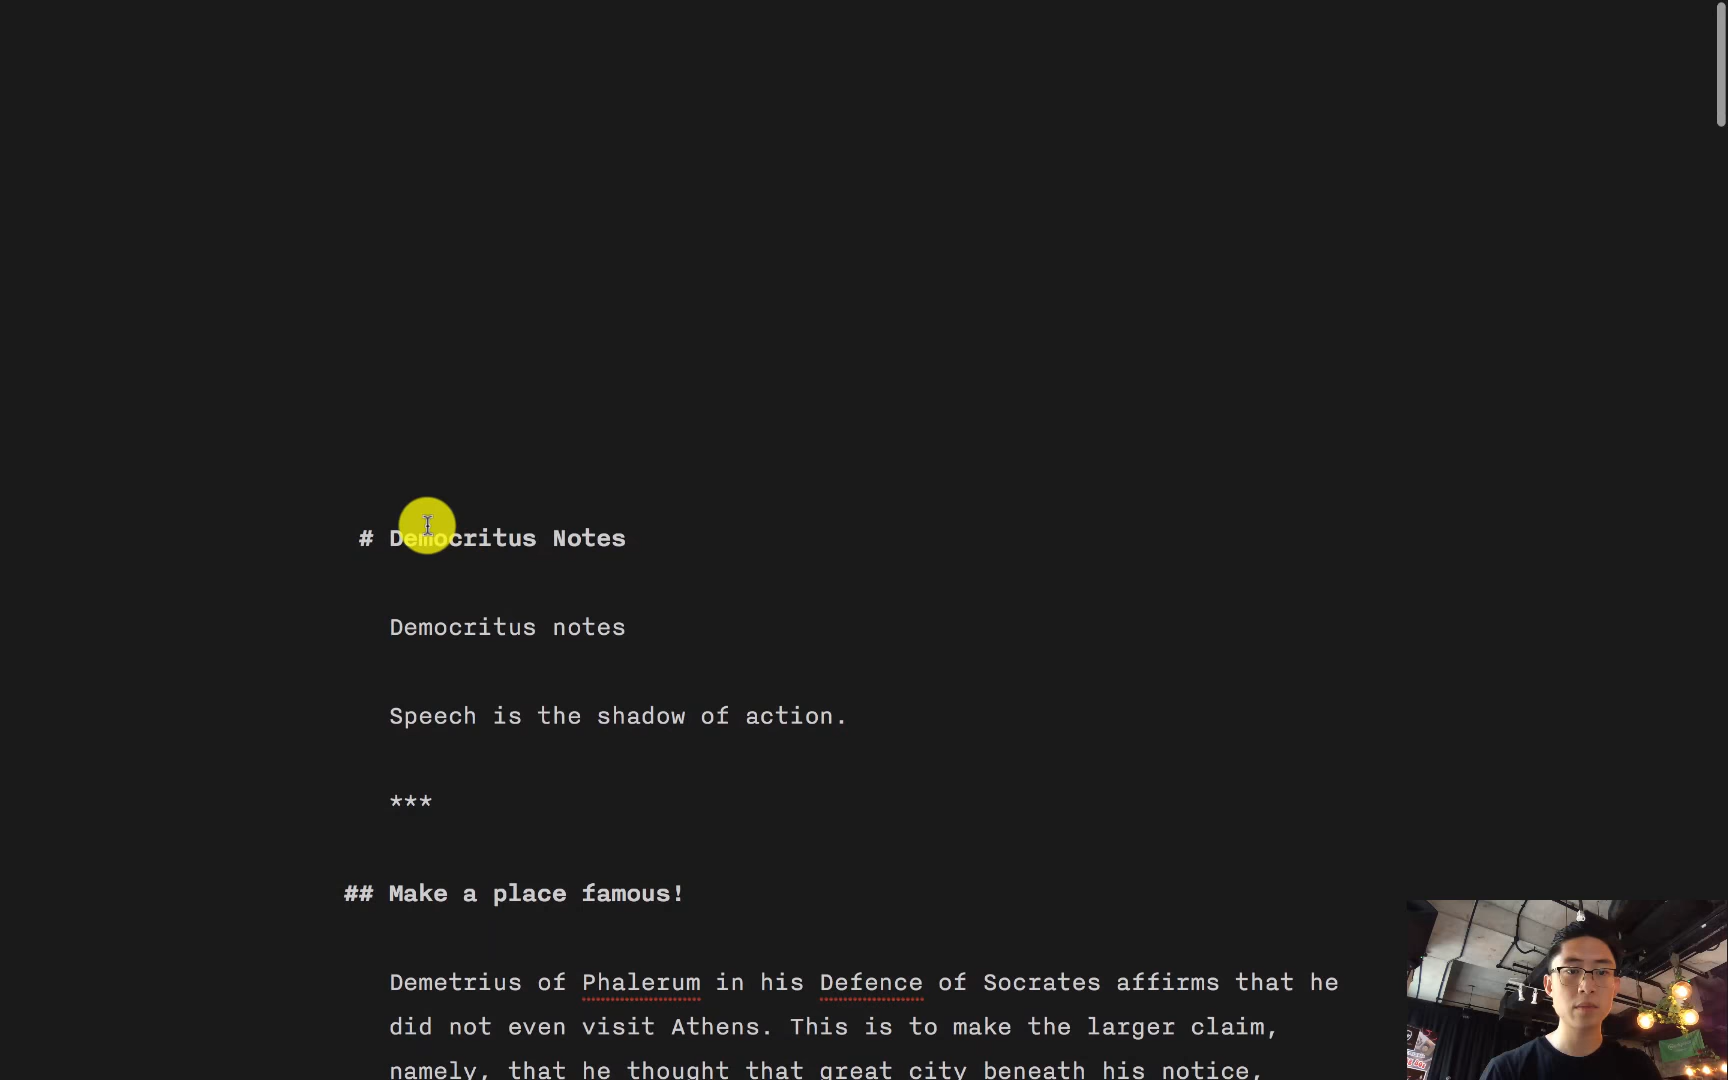 # Democritus Notes
Democritus notes
Speech is the shadow of action.
***
## Make a place famous!
Demetrius of Phalerum in his Defence of Socrates affirms that he
did not even visit Athens. This is to make the larger claim,
namely, that he thought that great city beneath his notice,